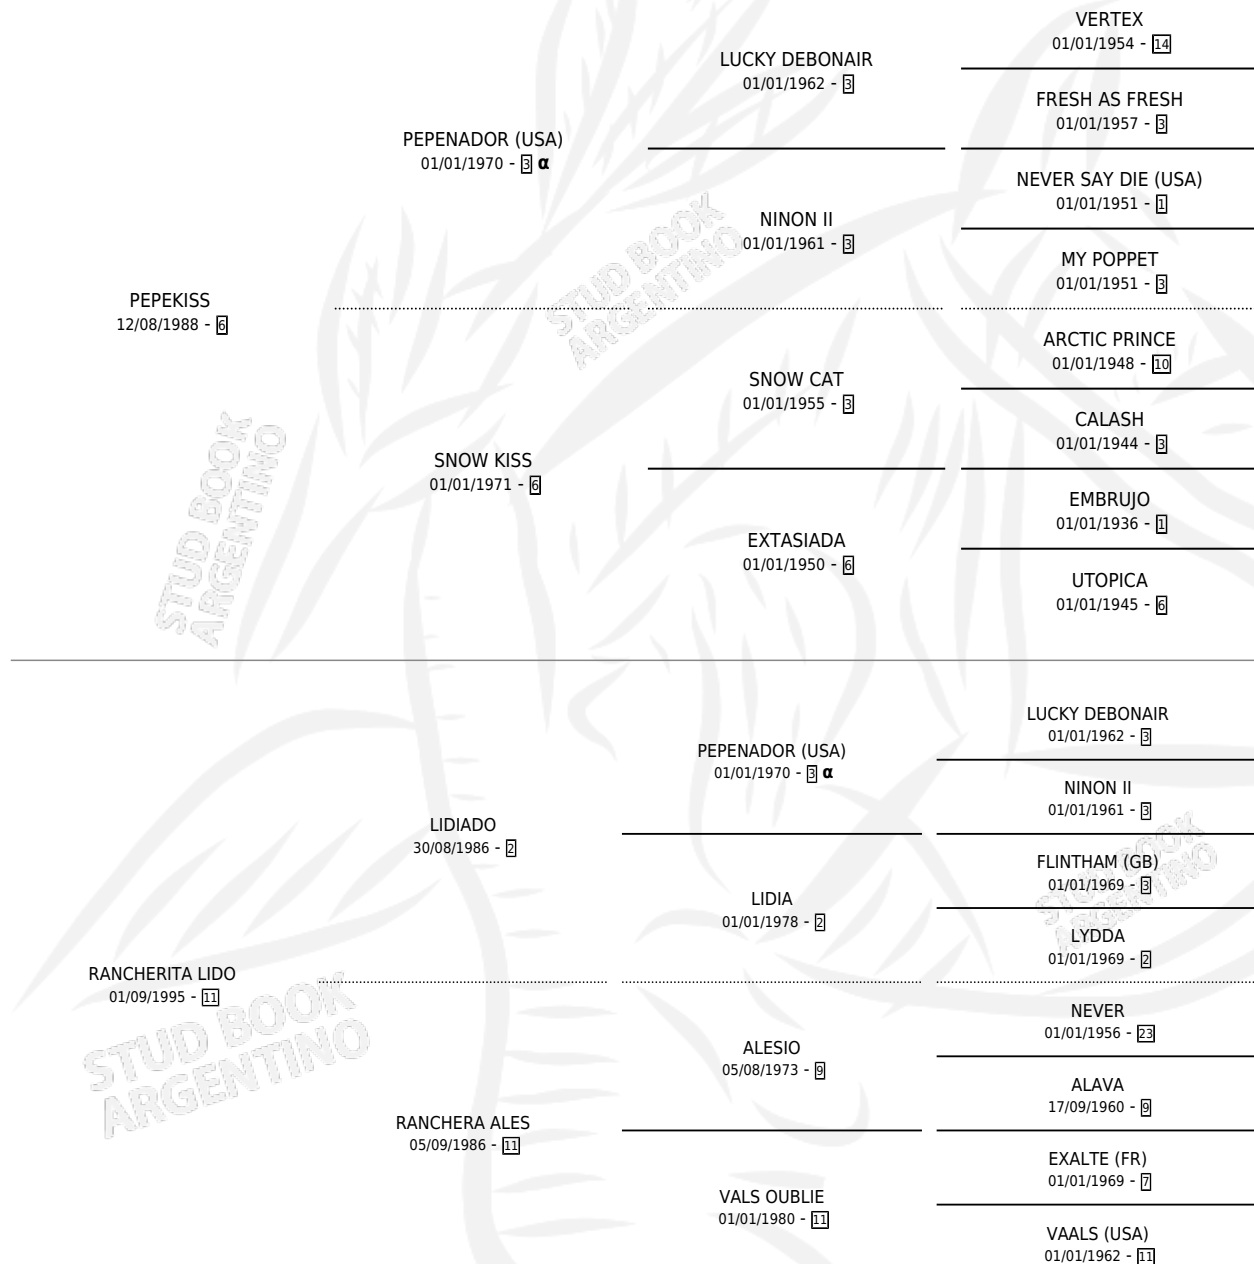 VERTEX
01/01/1954 - 14
LUCKY DEBONAIR
01/01/1962 - 3
FRESH AS FRESH
01/01/1957 - 3
PEPENADOR (USA)
01/01/1970 - 3 α
NEVER SAY DIE (USA)
01/01/1951 - 1
NINON II
01/01/1961 - 3
MY POPPET
01/01/1951 - 3
PEPEKISS
12/08/1988 - 6
STUD BOOK
ARGENTINO
ARCTIC PRINCE
01/01/1948 - 10
SNOW CAT
01/01/1955 - 3
CALASH
01/01/1944 - 3
SNOW KISS
01/01/1971 - 6
STUD BOOK
ARGENTINO
EMBRUJO
01/01/1936 - 1
EXTASIADA
01/01/1950 - 6
UTOPICA
01/01/1945 - 6
LUCKY DEBONAIR
01/01/1962 - 3
PEPENADOR (USA)
01/01/1970 - 3 α
NINON II
01/01/1961 - 3
LIDIADO
30/08/1986 - 2
FLINTHAM (GB)
01/01/1969 - 3
STUD BOOK
ARGENTINO
LIDIA
01/01/1978 - 2
LYDDA
01/01/1969 - 2
RANCHERITA LIDO
01/09/1995 - 11
STUD BOOK
ARGENTINO
NEVER
01/01/1956 - 23
ALESIO
05/08/1973 - 9
ALAVA
17/09/1960 - 9
RANCHERA ALES
05/09/1986 - 11
EXALTE (FR)
01/01/1969 - 7
VALS OUBLIE
01/01/1980 - 11
VAALS (USA)
01/01/1962 - 11